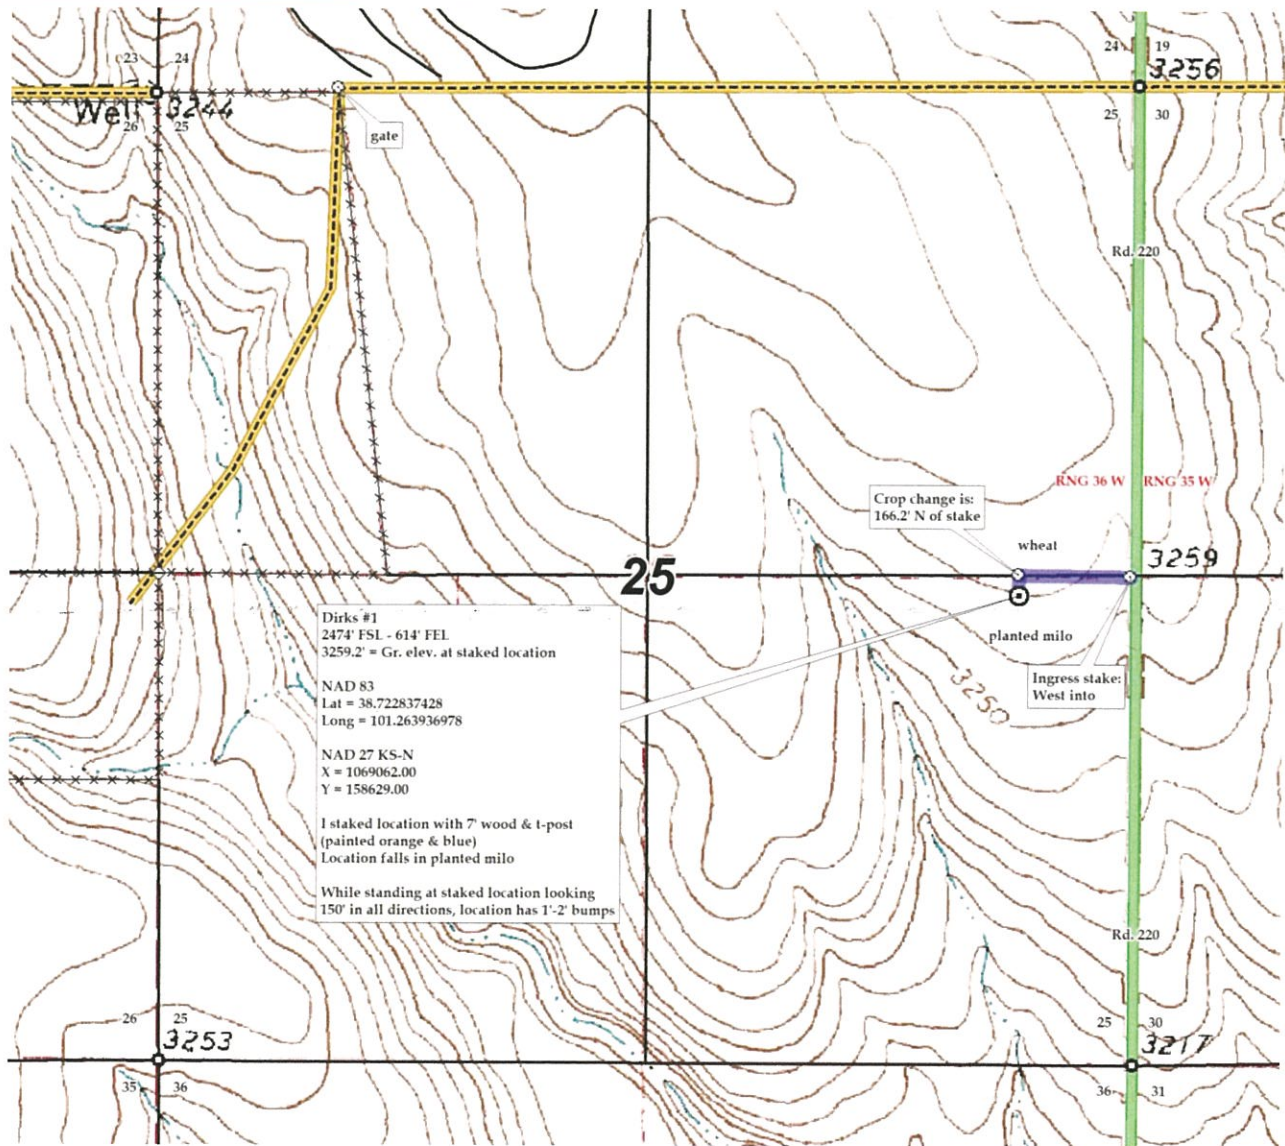 23 24
24 19
3256
Well 3244
26 25
25 30
gate
Rd. 220
RNG 36 W RNG 35 W
Crop change is:
166.2' N of stake
wheat
3259
25
Dirks #1
2474' FSL - 614' FEL
3259.2' = Gr. elev. at staked location
NAD 83
Lat = 38.722837428
Long = 101.263936978
NAD 27 KS-N
X = 1069062.00
Y = 158629.00
I staked location with 7' wood & t-post
(painted orange & blue)
Location falls in planted milo
While standing at staked location looking
150' in all directions, location has 1'-2' bumps
planted milo
Ingress stake:
West into
3250
Rd. 220
26 25
3253
25 30
3217
35 36
36 31